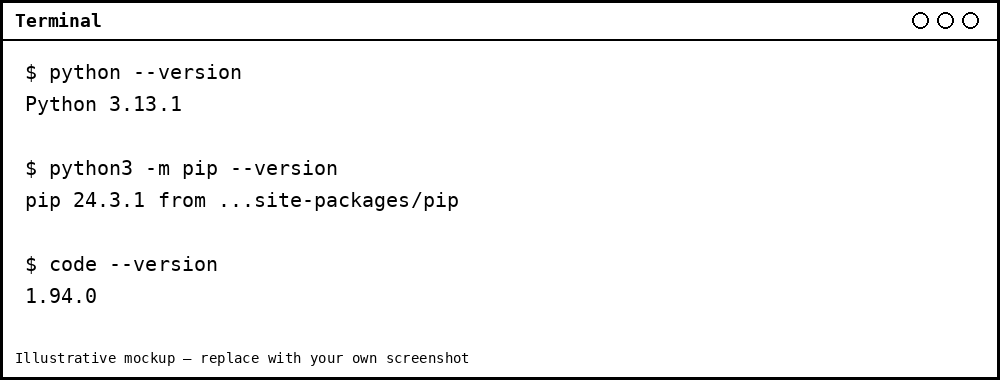 Terminal
$ python --version
Python 3.13.1
$ python3 -m pip --version
pip 24.3.1 from ...site-packages/pip
$ code --version
1.94.0
Illustrative mockup — replace with your own screenshot